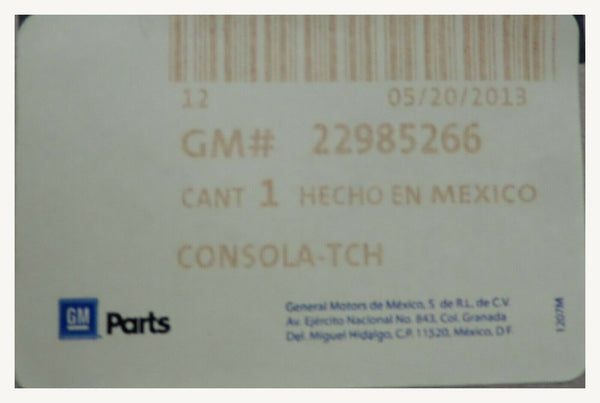 12 05/20/2013
GM# 22985266
CANT 1 HECHO EN MEXICO
CONSOLA-TCH
GM Parts
General Motors de México, S de R.L. de C.V.
Av. Ejército Nacional No. 843, Col. Granada
Del. Miguel Hidalgo, C.P. 11520, México, D.F.
1207M